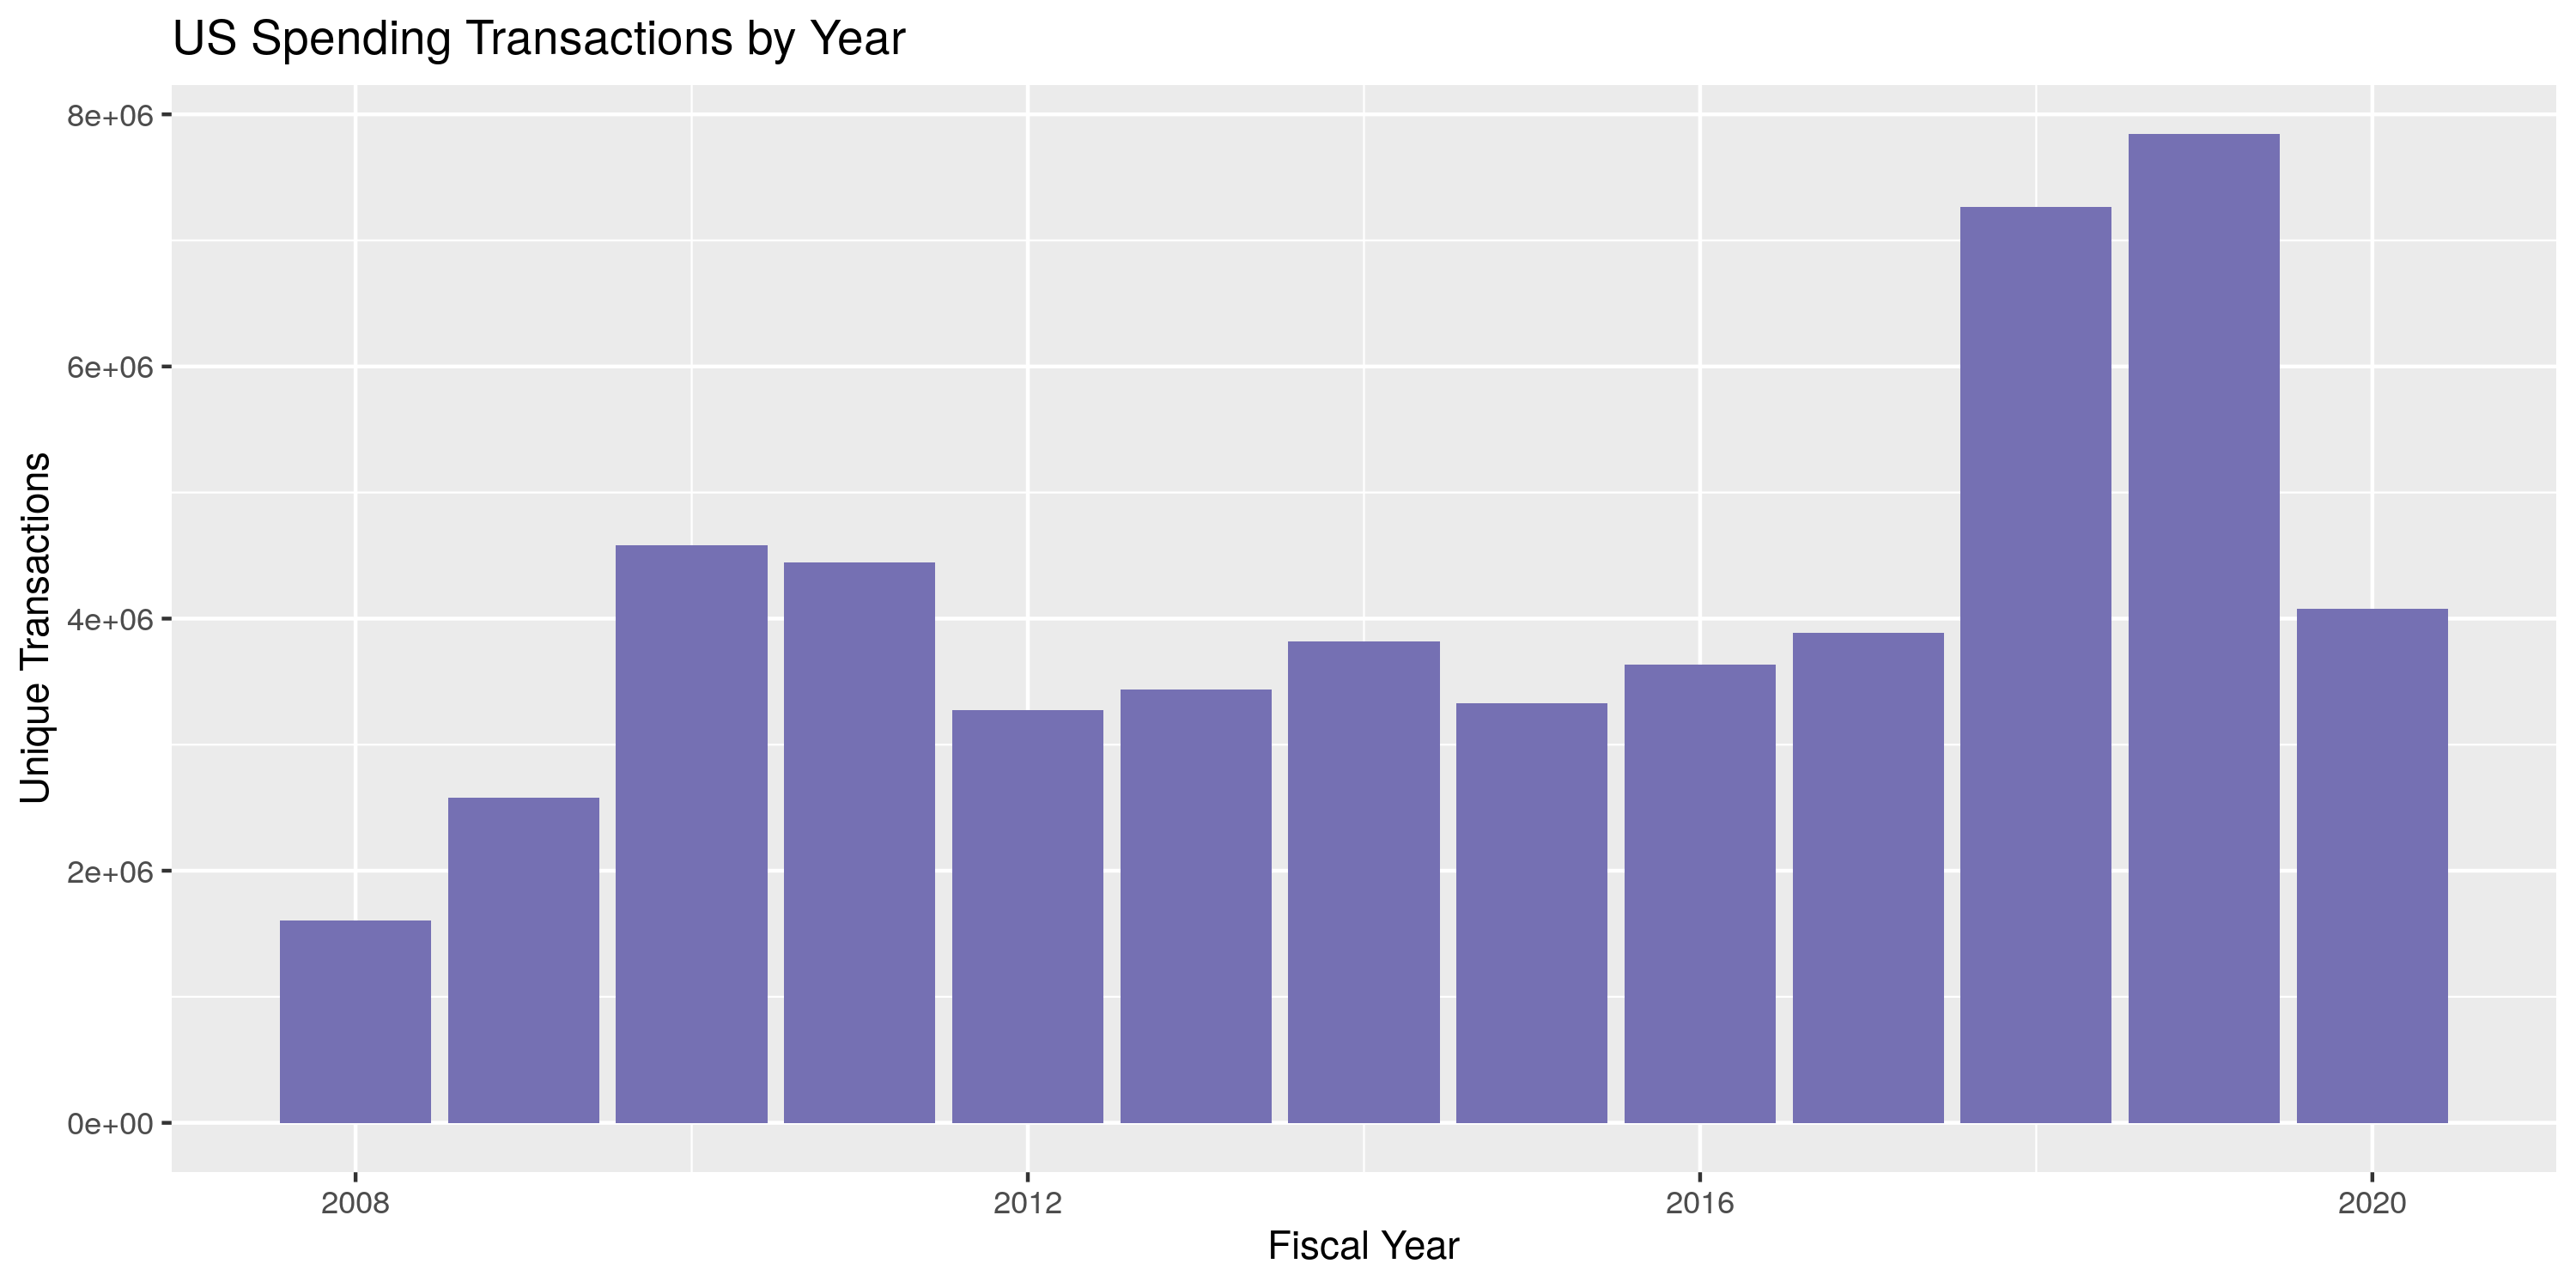 US Spending Transactions by Year
8e+06
6e+06
4e+06
2e+06
0e+00
Unique Transactions
2008
2012
2016
2020
Fiscal Year